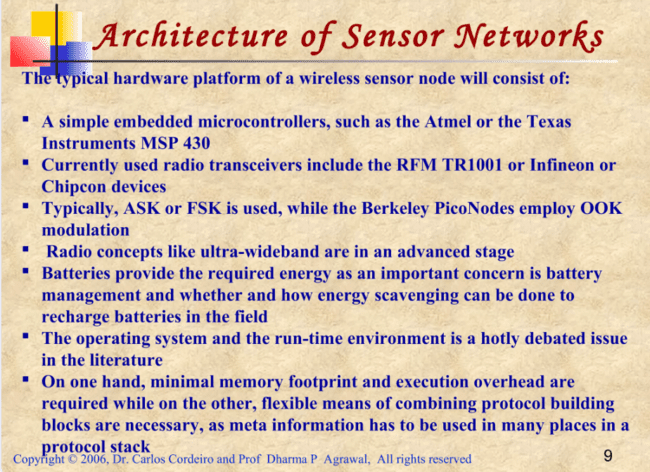 Architecture of Sensor Networks
The typical hardware platform of a wireless sensor node will consist of:
▪ A simple embedded microcontrollers, such as the Atmel or the Texas
Instruments MSP 430
▪ Currently used radio transceivers include the RFM TR1001 or Infineon or
Chipcon devices
▪ Typically, ASK or FSK is used, while the Berkeley PicoNodes employ OOK
modulation
▪ Radio concepts like ultra-wideband are in an advanced stage
▪ Batteries provide the required energy as an important concern is battery
management and whether and how energy scavenging can be done to
recharge batteries in the field
▪ The operating system and the run-time environment is a hotly debated issue
in the literature
▪ On one hand, minimal memory footprint and execution overhead are
required while on the other, flexible means of combining protocol building
blocks are necessary, as meta information has to be used in many places in a
protocol stack
Copyright © 2006, Dr. Carlos Cordeiro and Prof Dharma P Agrawal, All rights reserved
9